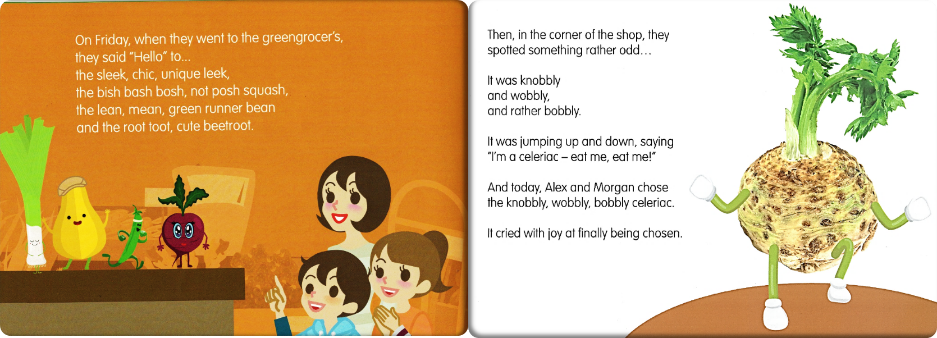 On Friday, when they went to the greengrocer's,
they said "Hello" to...
the sleek, chic, unique leek,
the bish bash bosh, not posh squash,
the lean, mean, green runner bean
and the root toot, cute beetroot.
Then, in the corner of the shop, they
spotted something rather odd...
It was knobbly
and wobbly,
and rather bobbly.
It was jumping up and down, saying
"I'm a celeriac – eat me, eat me!"
And today, Alex and Morgan chose
the knobbly, wobbly, bobbly celeriac.
It cried with joy at finally being chosen.